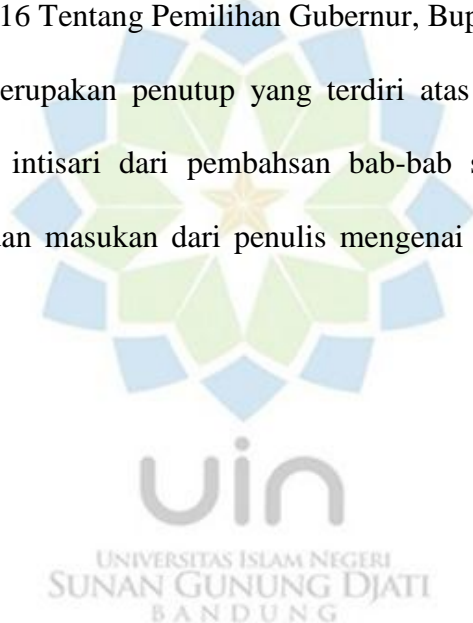 16 Tentang Pemilihan Gubernur, Bup
erupakan penutup yang terdiri atas
intisari dari pembahsan bab-bab s
dan masukan dari penulis mengenai
uin
UNIVERSITAS ISLAM NEGERI
SUNAN GUNUNG DJATI
BANDUNG